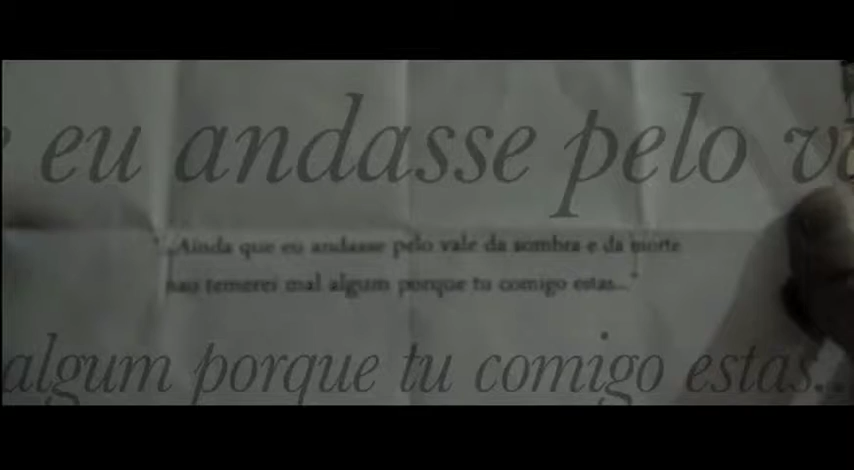 eu andasse pelo v
"Ainda que eu andasse pelo vale da sombra e da morte
nao temerei mal algum porque tu comigo estas..."
algum porque tu comigo estas...